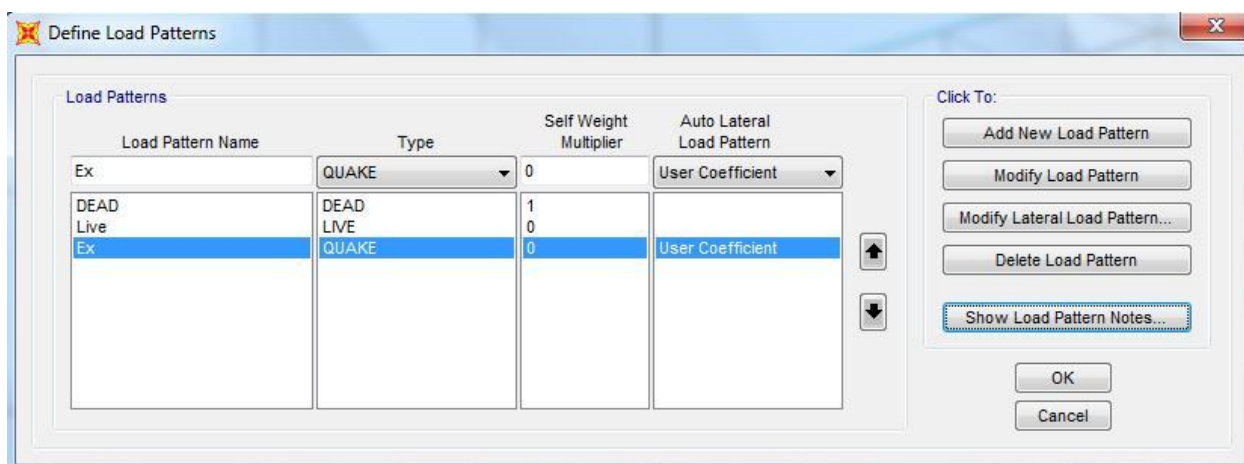 Define Load Patterns
Load Patterns
Click To:
Load Pattern Name Type Self Weight Multiplier Auto Lateral Load Pattern
Ex QUAKE 0 User Coefficient
DEAD DEAD 1
Live LIVE 0
Ex QUAKE 0 User Coefficient
Add New Load Pattern
Modify Load Pattern
Modify Lateral Load Pattern...
Delete Load Pattern
Show Load Pattern Notes...
OK
Cancel